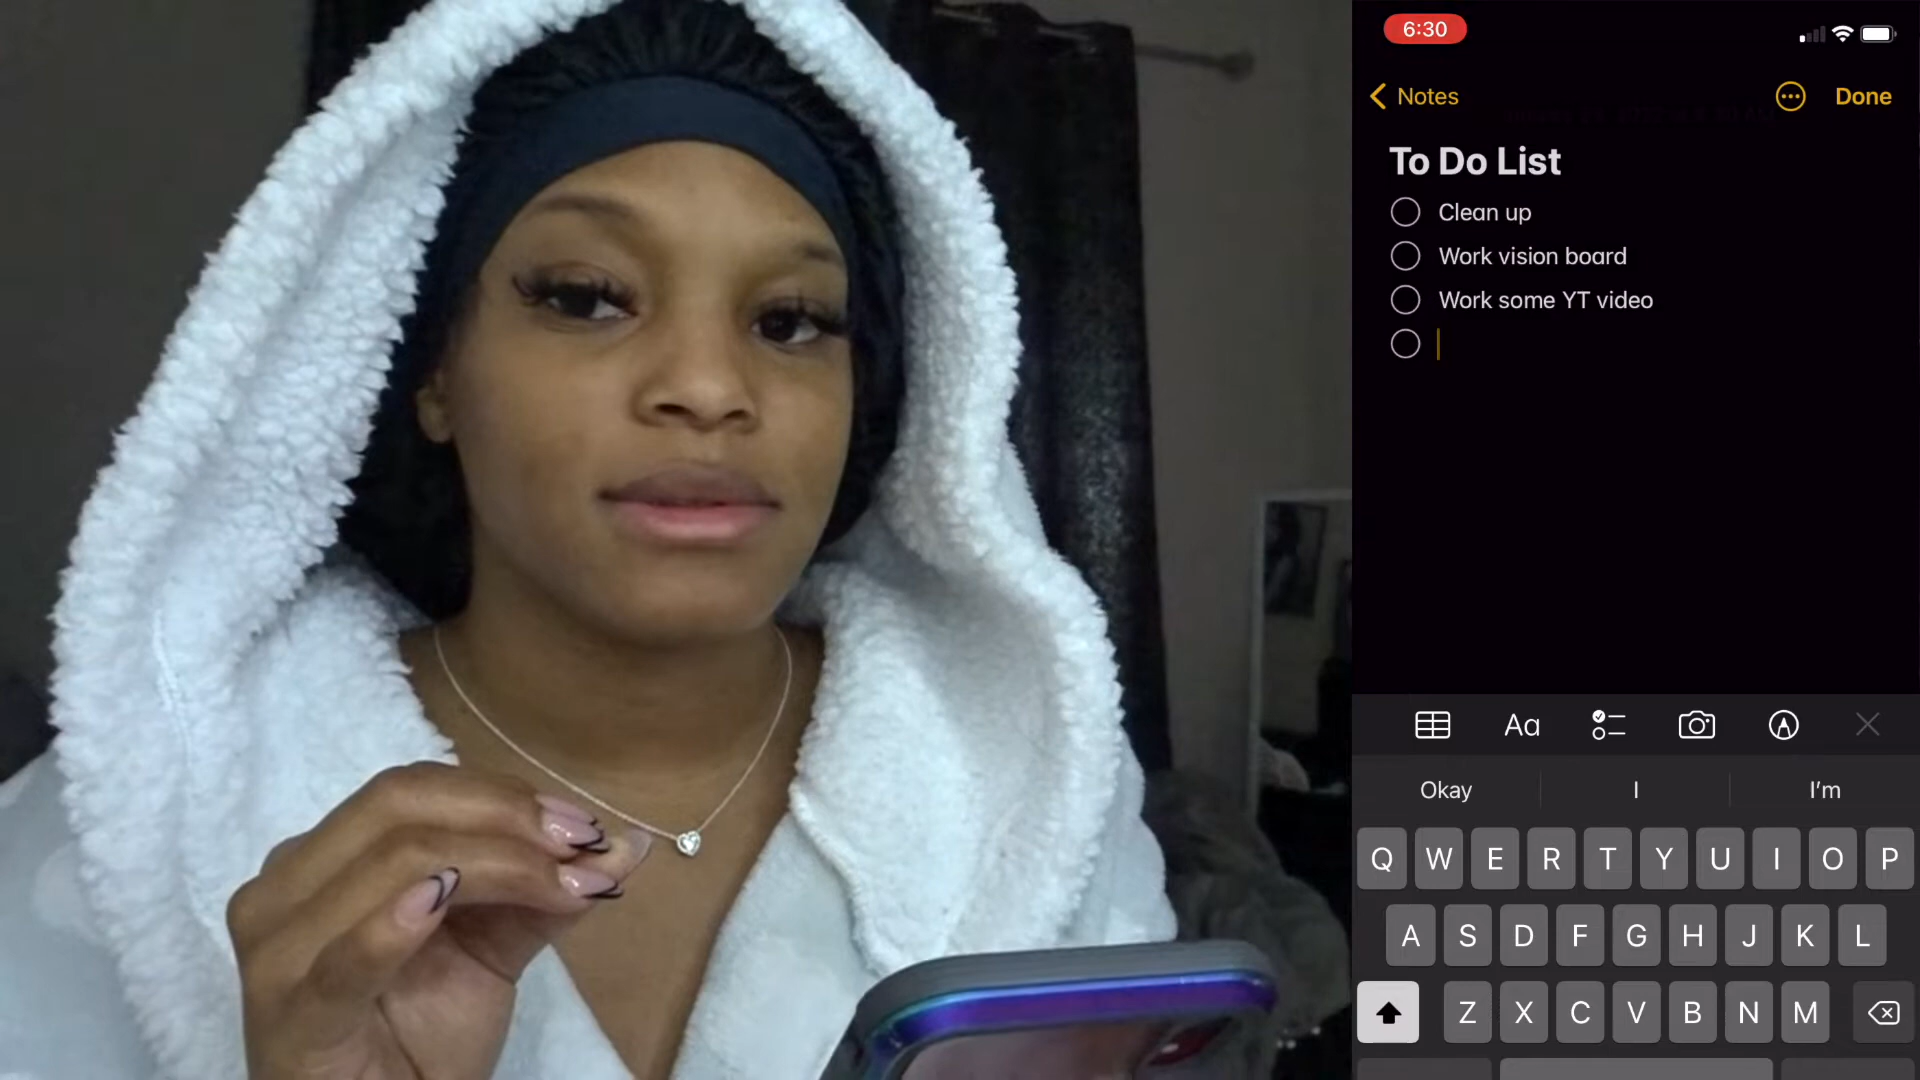 6:30
Notes
Done
To Do List
Clean up
Work vision board
Work some YT video
Aa
Okay
I
I'm
Q W E R T Y U I O P
A S D F G H J K L
Z X C V B N M